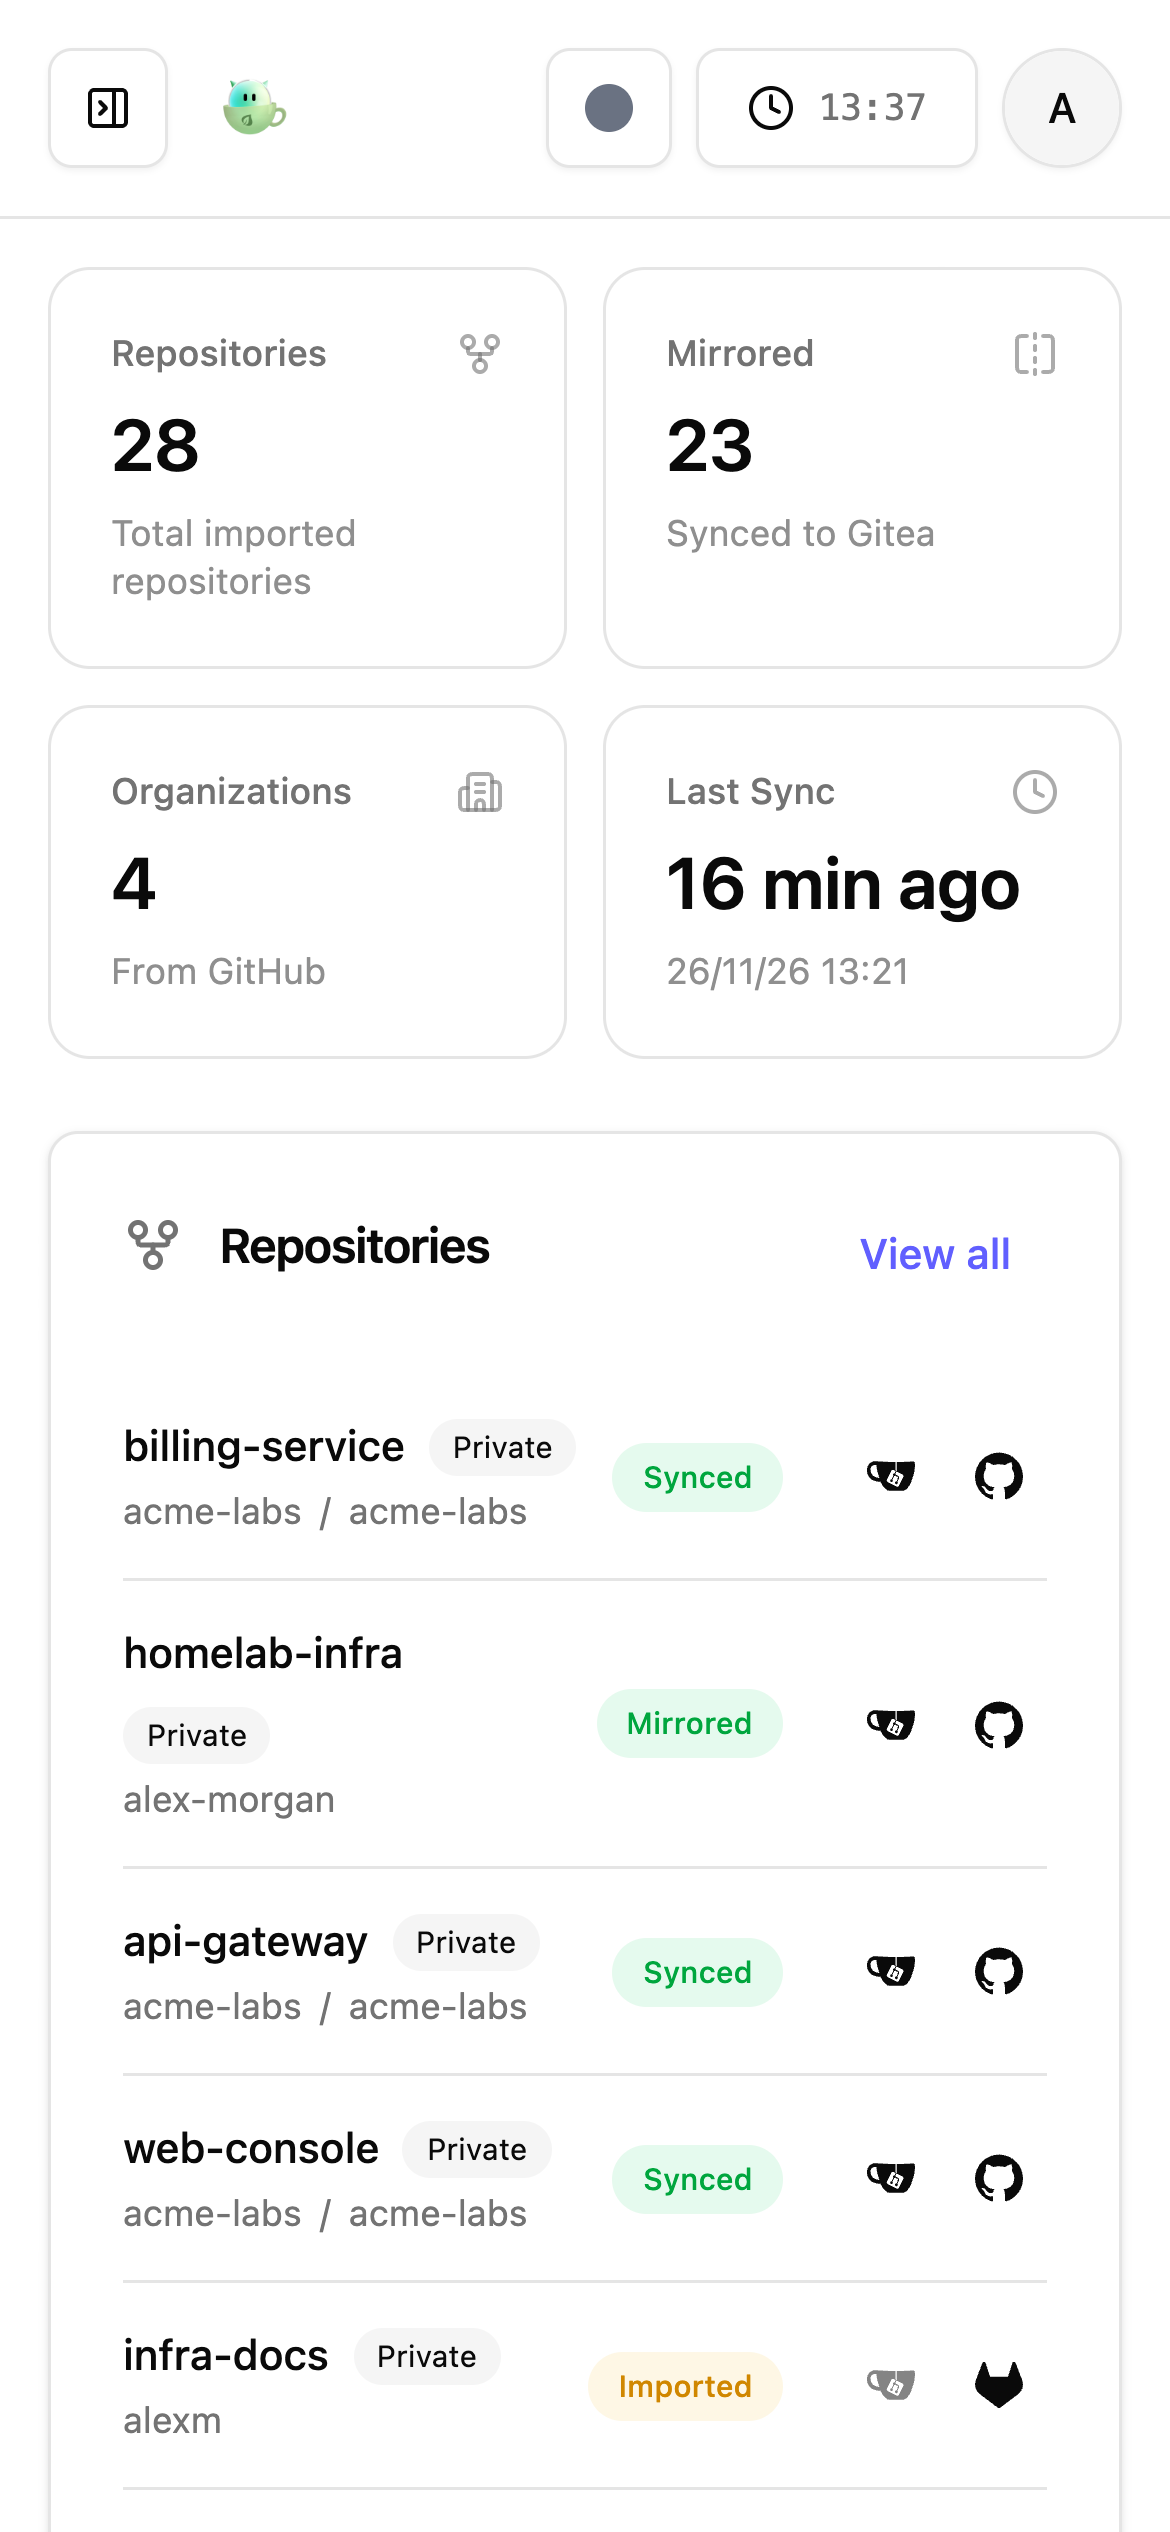 13:37
A
Repositories
28
Total imported
repositories
Mirrored
23
Synced to Gitea
Organizations
4
From GitHub
Last Sync
16 min ago
26/11/26 13:21
Repositories
View all
billing-service Private
acme-labs / acme-labs
Synced
homelab-infra
Private
alex-morgan
Mirrored
api-gateway Private
acme-labs / acme-labs
Synced
web-console Private
acme-labs / acme-labs
Synced
infra-docs Private
alexm
Imported